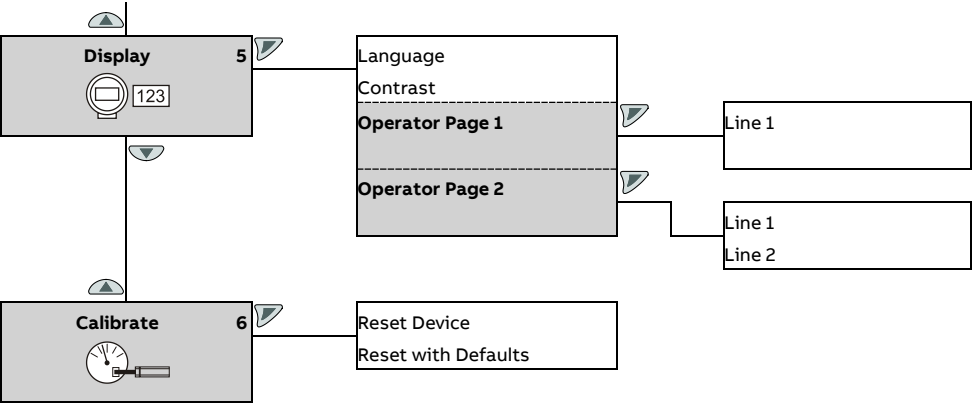 Display 5
123
Language
Contrast
Operator Page 1
Line 1
Operator Page 2
Line 1
Line 2
Calibrate 6
Reset Device
Reset with Defaults